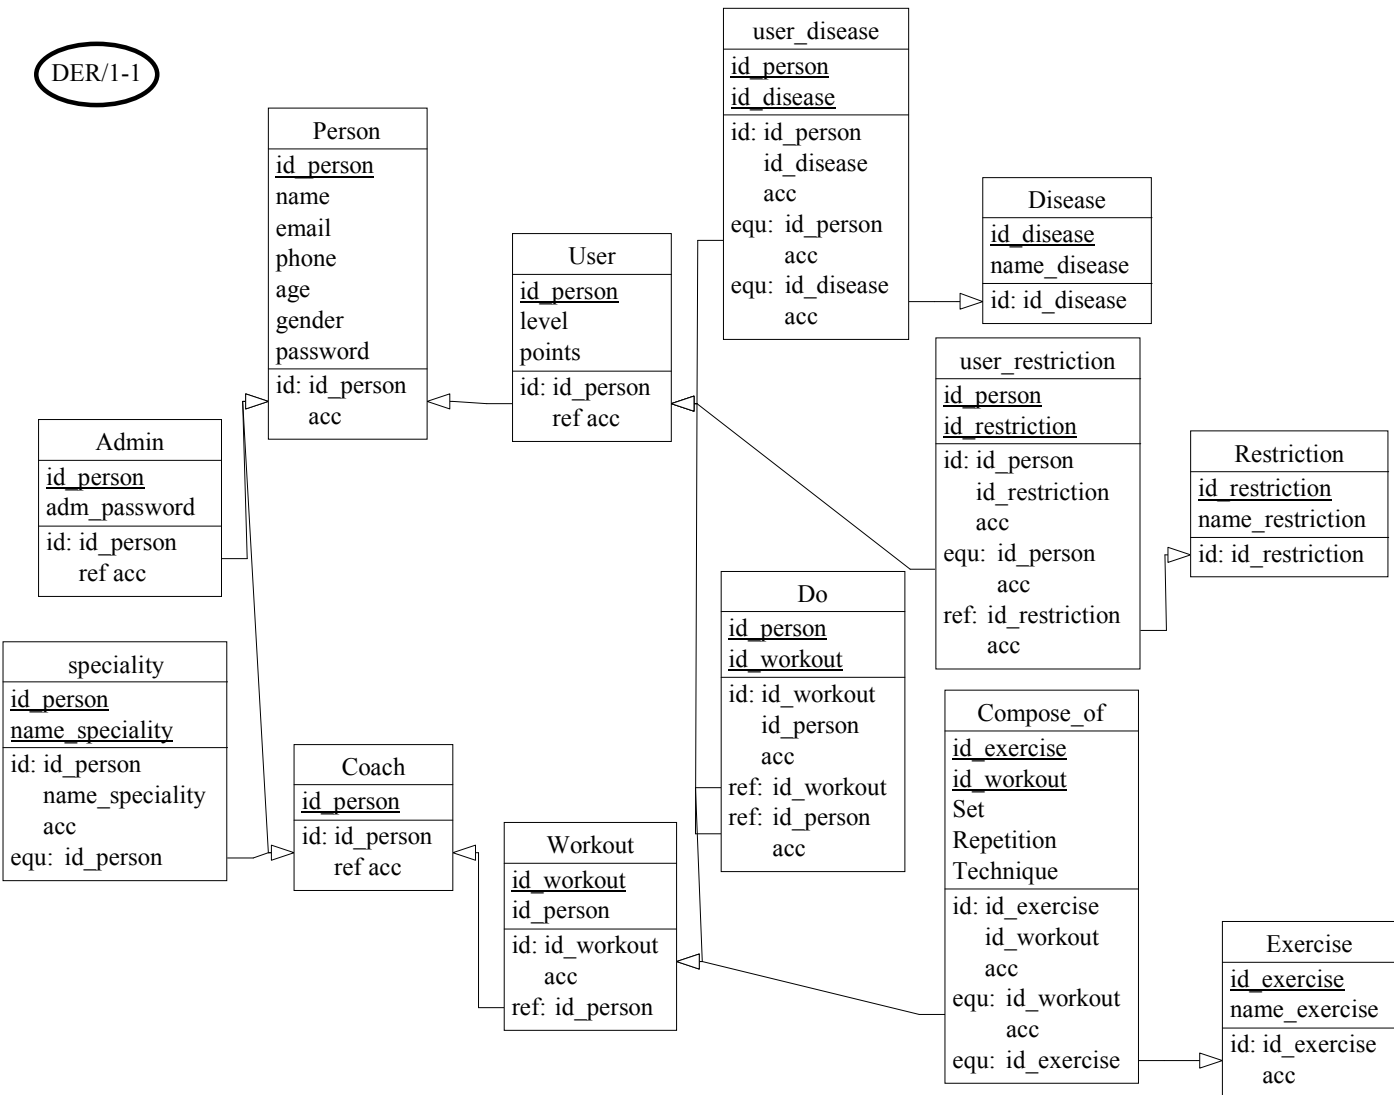 DER/1-1
Person
id_person
name
email
phone
age
gender
password
id: id_person
acc
User
id_person
level
points
id: id_person
ref acc
user_disease
id_person
id_disease
id: id_person
id_disease
acc
equ: id_person
acc
equ: id_disease
acc
Disease
id_disease
name_disease
id: id_disease
user_restriction
id_person
id_restriction
id: id_person
id_restriction
acc
equ: id_person
acc
ref: id_restriction
acc
Restriction
id_restriction
name_restriction
id: id_restriction
Admin
id_person
adm_password
id: id_person
ref acc
speciality
id_person
name_speciality
id: id_person
name_speciality
acc
equ: id_person
Coach
id_person
id: id_person
ref acc
Workout
id_workout
id_person
id: id_workout
acc
ref: id_person
Do
id_person
id_workout
id: id_workout
id_person
acc
ref: id_workout
ref: id_person
acc
Compose_of
id_exercise
id_workout
Set
Repetition
Technique
id: id_exercise
id_workout
acc
equ: id_workout
acc
equ: id_exercise
Exercise
id_exercise
name_exercise
id: id_exercise
acc